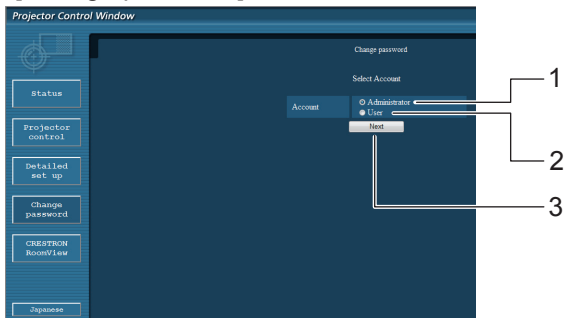 Projector Control Window
Change password
Select Account
Account
Administrator
User
Next
Status
Projector
control
Detailed
set up
Change
password
CRESTRON
RoomView
Japanese
1
2
3